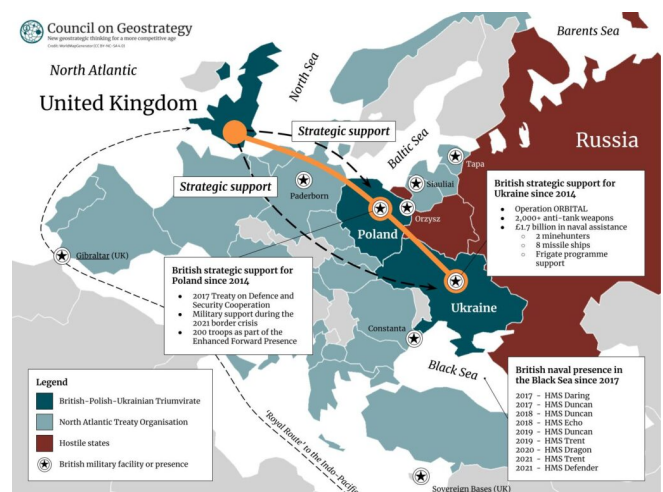 Council on Geostrategy
New geostrategic thinking for a more competitive age
Barents Sea
North Atlantic
North Sea
United Kingdom
Strategic support
Baltic Sea
Russia
Tapa
Strategic support
Paderborn
Šiauliai
Orzysz
British strategic support for
Ukraine since 2014
● Operation ORBITAL
● 2,000+ anti-tank weapons
● £1.7 billion in naval assistance
○ 2 minehunters
○ 8 missile ships
○ Frigate programme
support
Poland
Gibraltar (UK)
British strategic support for
Poland since 2014
● 2017 Treaty on Defence and
Security Cooperation
● Military support during the
2021 border crisis
● 200 troops as part of the
Enhanced Forward Presence
Ukraine
Constanta
Black Sea
British naval presence in
the Black Sea since 2017
2017 - HMS Daring
2017 - HMS Duncan
2018 - HMS Duncan
2018 - HMS Echo
2019 - HMS Duncan
2019 - HMS Trent
2020 - HMS Dragon
2021 - HMS Trent
2021 - HMS Defender
Legend
British-Polish-Ukrainian Triumvirate
North Atlantic Treaty Organisation
Hostile states
British military facility or presence
'Royal Route' to the Indo-Pacific
Sovereign Bases (UK)